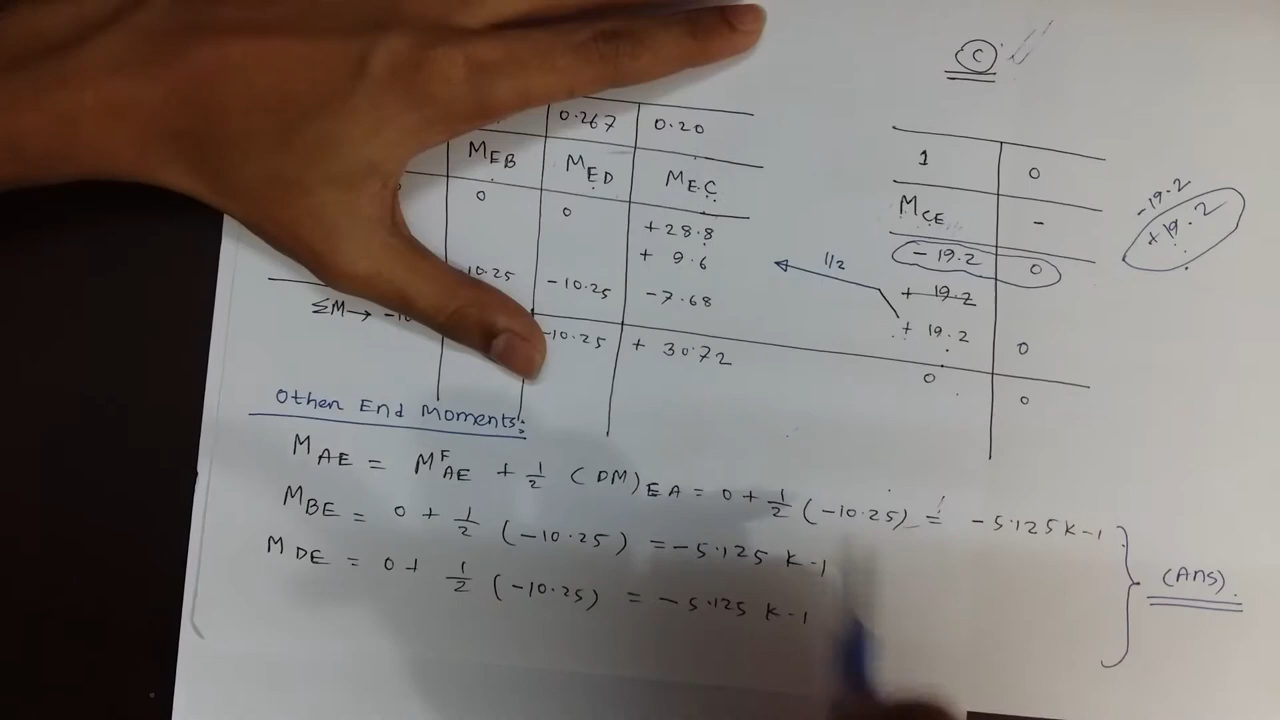 C
0.267 0.20 1 0
M_EB M_ED M_EC M_CE -
0 0 +28.8 -19.2 0
+ 9.6 + 19.2
10.25 -10.25 -7.68 + 19.2 0
-19.2
+19.2
1/2
ΣM→ -10 -10.25 + 30.72 0 0
Other End Moments:
M_AE = M^F_AE + 1/2 (DM)_EA = 0 + 1/2 (-10.25) = -5.125 K-1
M_BE = 0 + 1/2 (-10.25) = -5.125 K-1
M_DE = 0 + 1/2 (-10.25) = -5.125 K-1
(Ans).